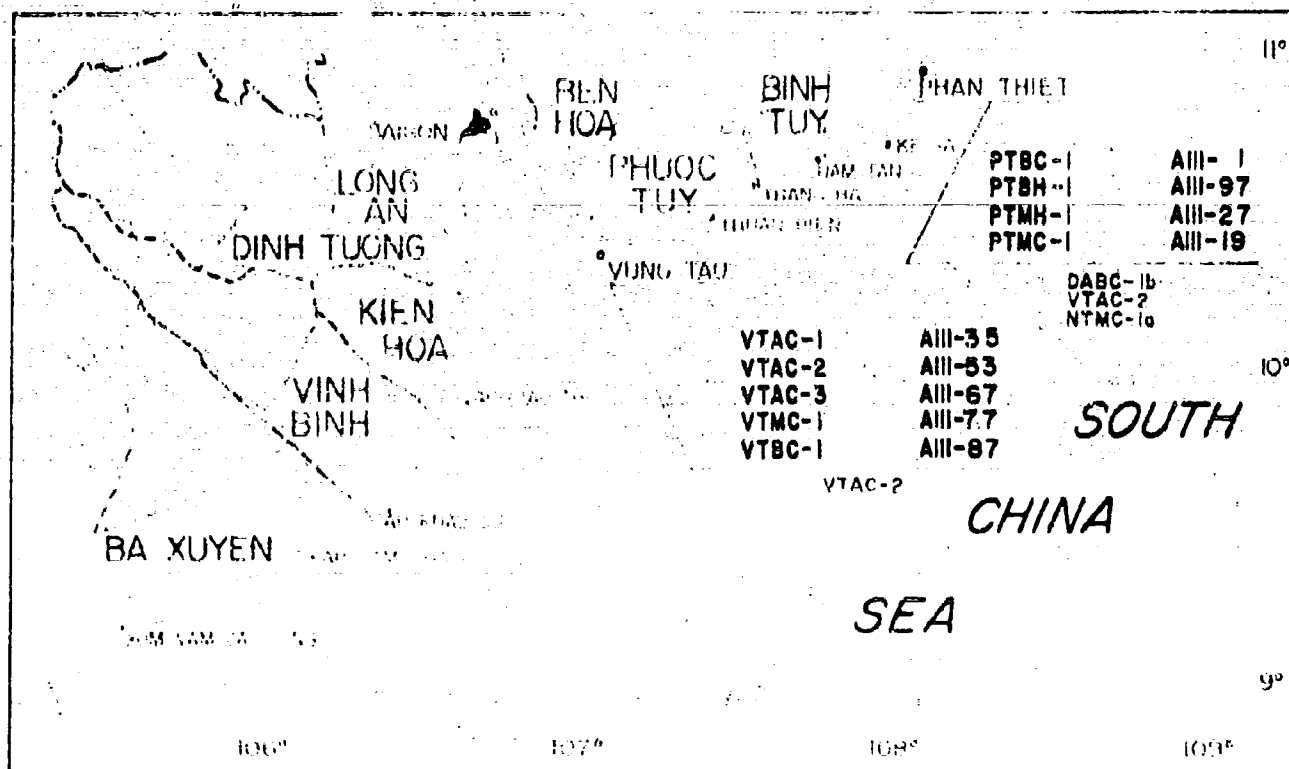 11°
PHAN THIET
BIEN
HOA
BINH
TUY
SAIGON
PHUOC
TUY
LONG
AN
DINH TUONG
VUNG TAU
KIEN
HOA
VINH
BINH
BA XUYEN
PTBC-1 AIII-1
PTBH-1 AIII-97
PTMH-1 AIII-27
PTMC-1 AIII-19
DABC-1b
VTAC-2
NTMC-1a
VTAC-1 AIII-35
VTAC-2 AIII-53
VTAC-3 AIII-67
VTMC-1 AIII-77
VTBC-1 AIII-87
VTAC-2
10°
SOUTH
CHINA
SEA
9°
106° 107° 108° 109°